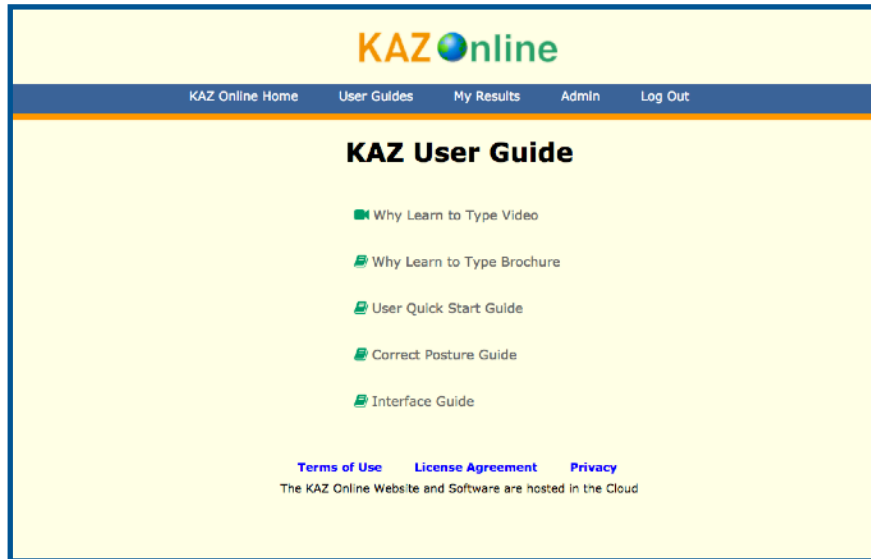 KAZ Online
KAZ Online Home User Guides My Results Admin Log Out
KAZ User Guide
Why Learn to Type Video
Why Learn to Type Brochure
User Quick Start Guide
Correct Posture Guide
Interface Guide
Terms of Use License Agreement Privacy
The KAZ Online Website and Software are hosted in the Cloud